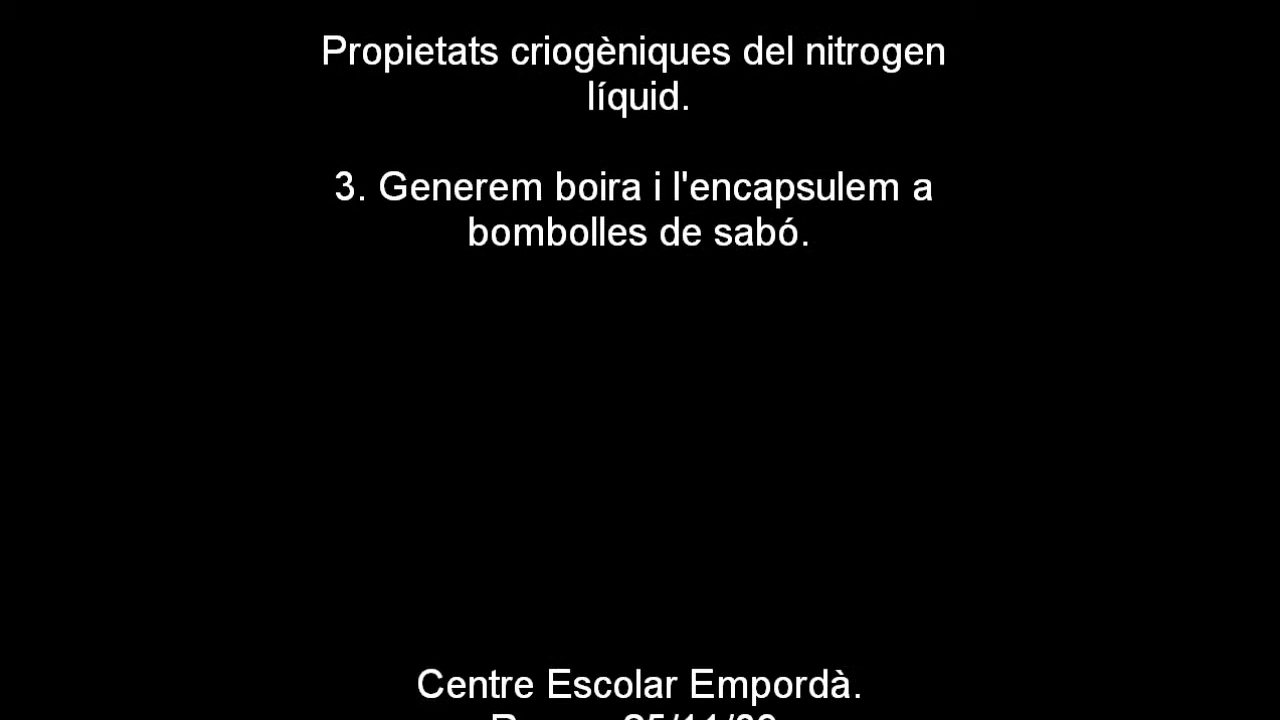 Propietats criogèniques del nitrogen
líquid.
3. Generem boira i l'encapsulem a
bombolles de sabó.
Centre Escolar Empordà.